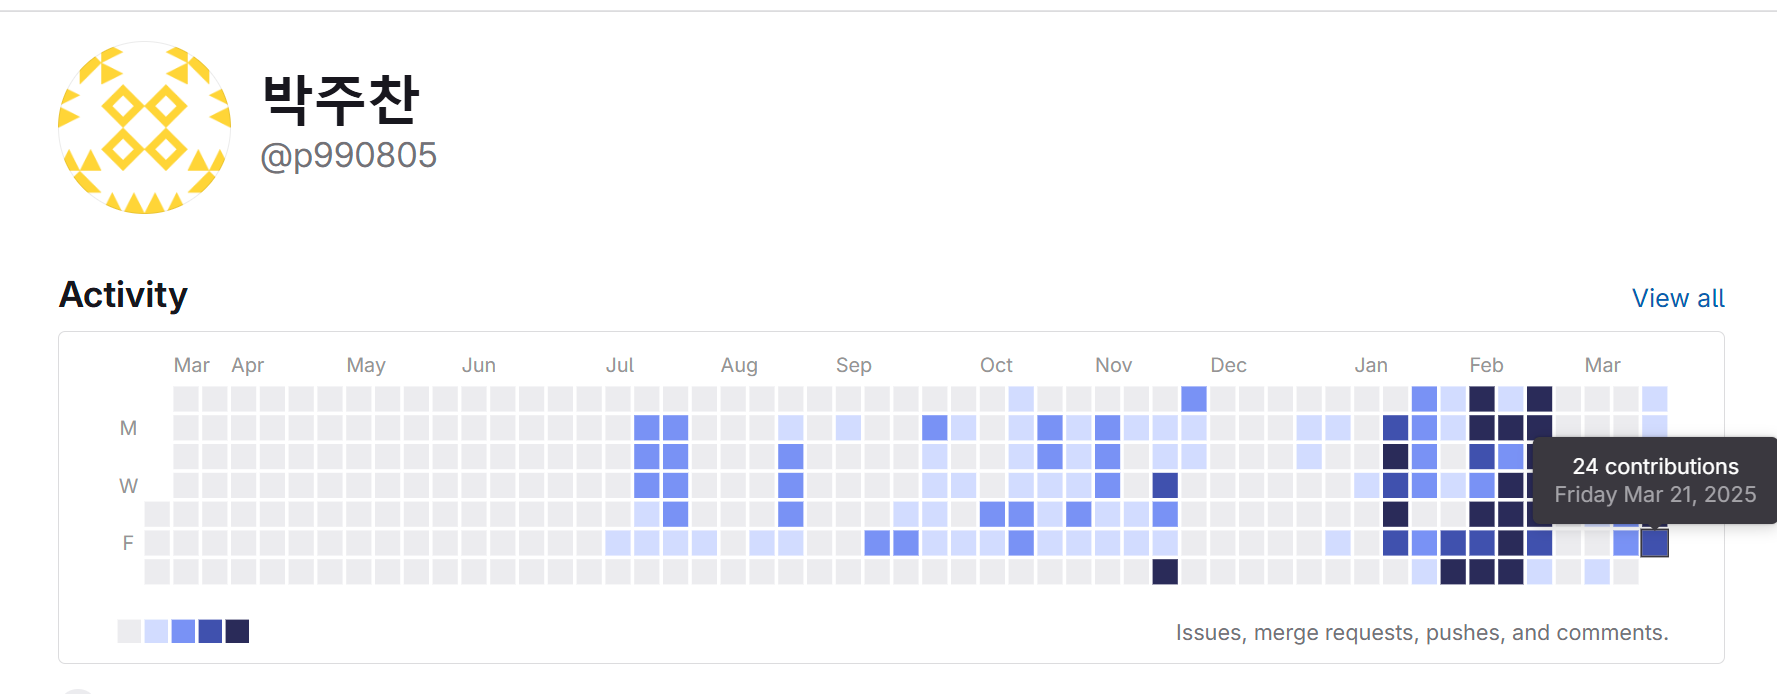 박주찬
@p990805
Activity
View all
Mar Apr May Jun Jul Aug Sep Oct Nov Dec Jan Feb Mar
M
W
F
24 contributions
Friday Mar 21, 2025
Issues, merge requests, pushes, and comments.